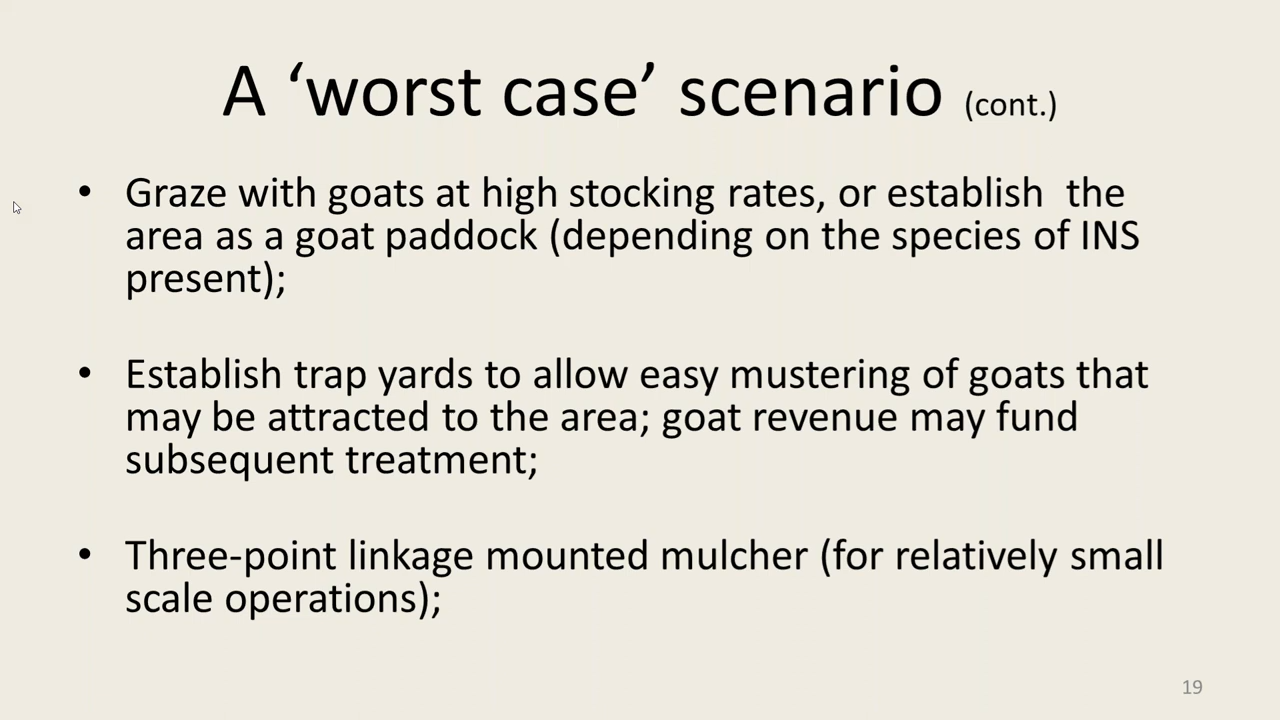 A ‘worst case’ scenario (cont.)
• Graze with goats at high stocking rates, or establish  the
area as a goat paddock (depending on the species of INS
present);
• Establish trap yards to allow easy mustering of goats that
may be attracted to the area; goat revenue may fund
subsequent treatment;
• Three-point linkage mounted mulcher (for relatively small
scale operations);
19